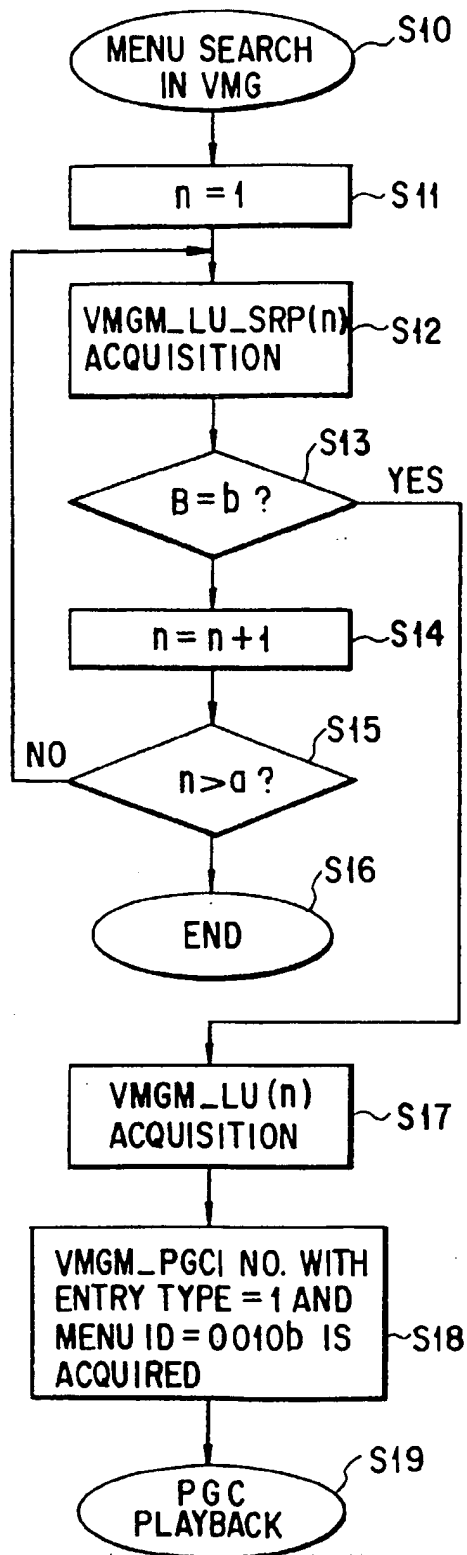 MENU SEARCH
IN VMG
S10
n = 1
S11
VMGM_LU_SRP(n)
ACQUISITION
S12
S13
B = b ?
YES
n = n + 1
S14
S15
NO
n > a ?
S16
END
VMGM_LU (n)
ACQUISITION
S17
VMGM_PGCI NO. WITH
ENTRY TYPE = 1 AND
MENU ID = 0010b IS
ACQUIRED
S18
S19
PGC
PLAYBACK